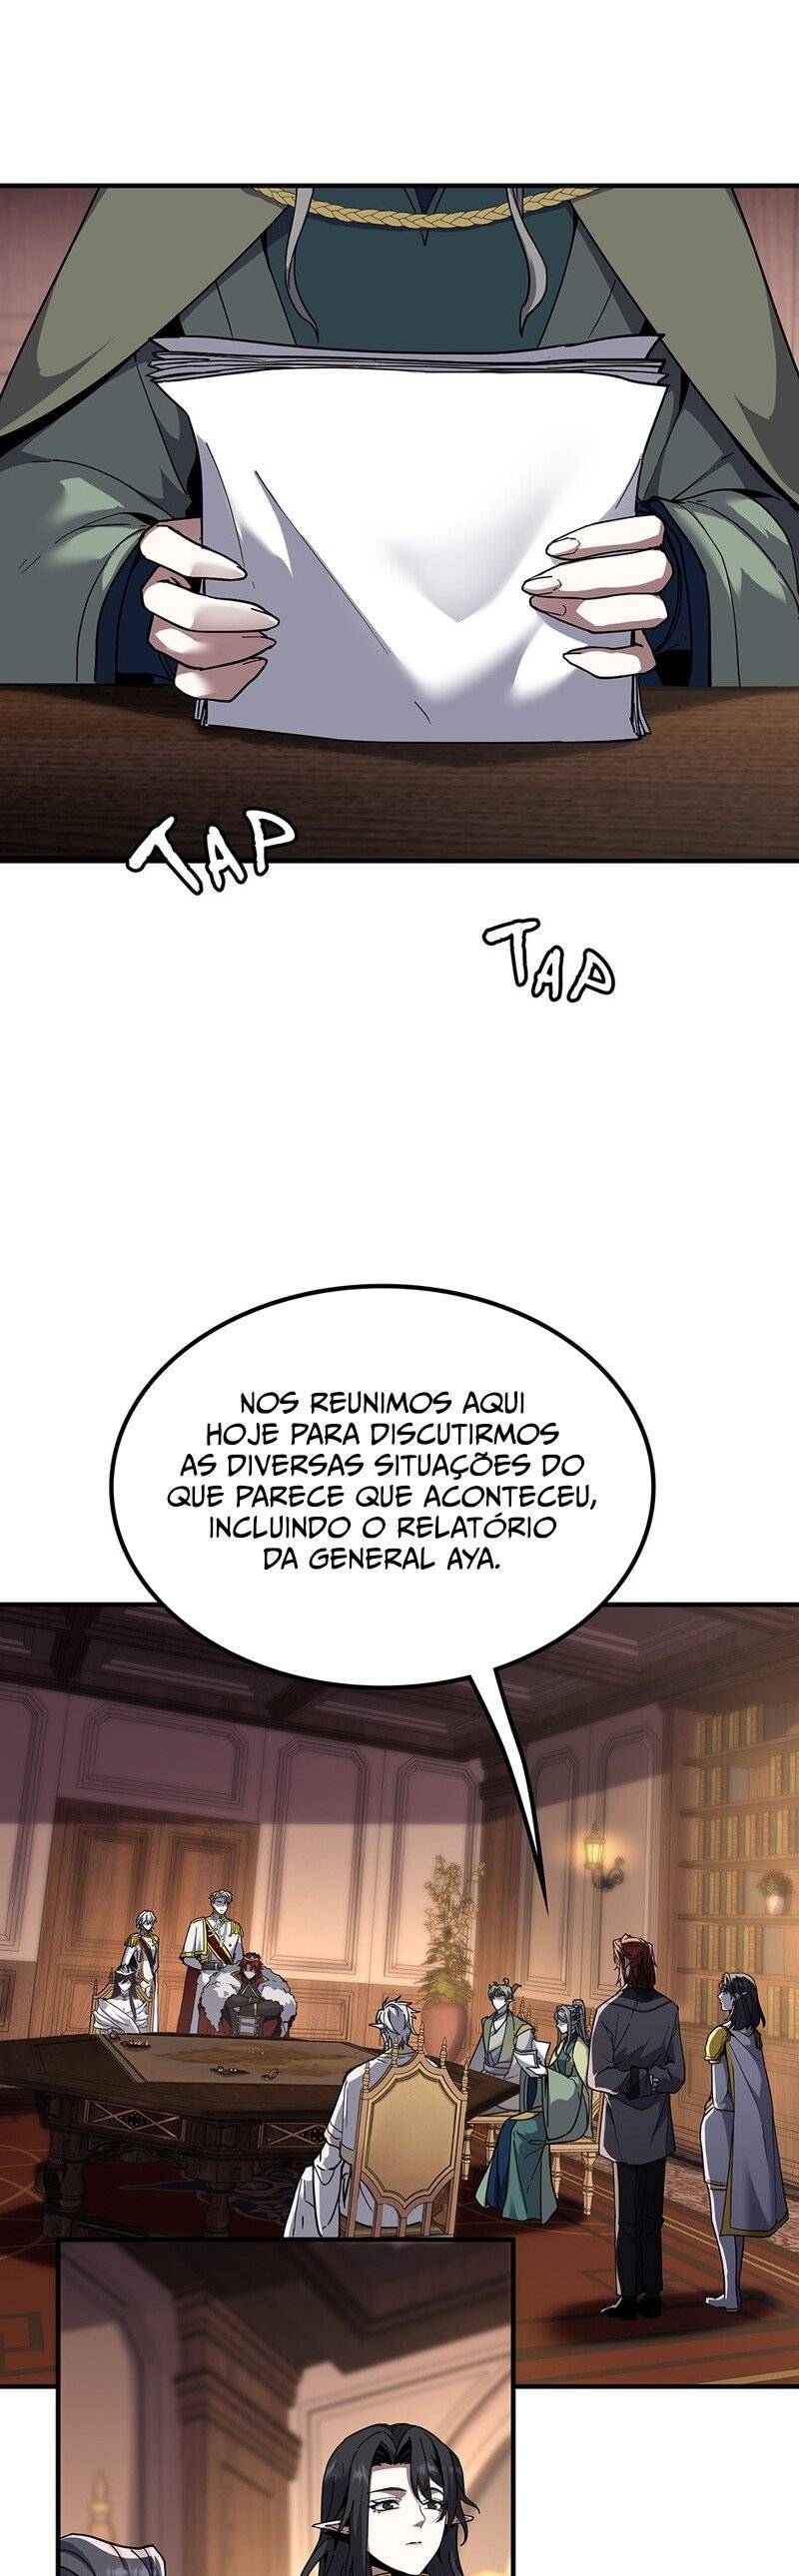 TAP
TAP
NOS REUNIMOS AQUI
HOJE PARA DISCUTIRMOS
AS DIVERSAS SITUAÇÕES DO
QUE PARECE QUE ACONTECEU,
INCLUINDO O RELATÓRIO
DA GENERAL AYA.